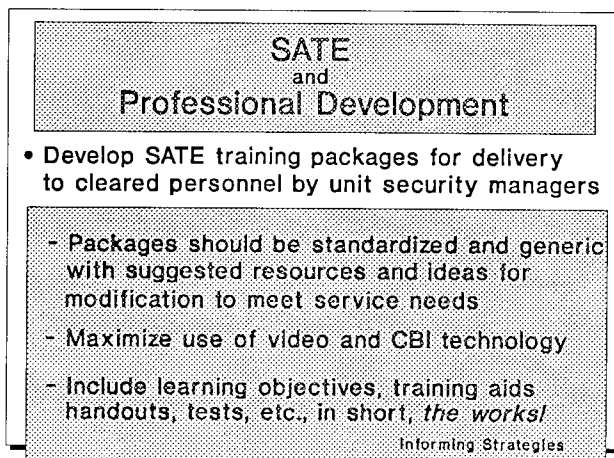 SATE
and
Professional Development
• Develop SATE training packages for delivery
to cleared personnel by unit security managers
- Packages should be standardized and generic
with suggested resources and ideas for
modification to meet service needs
- Maximize use of video and CBI technology
- Include learning objectives, training aids
handouts, tests, etc., in short, the works!
Informing Strategies